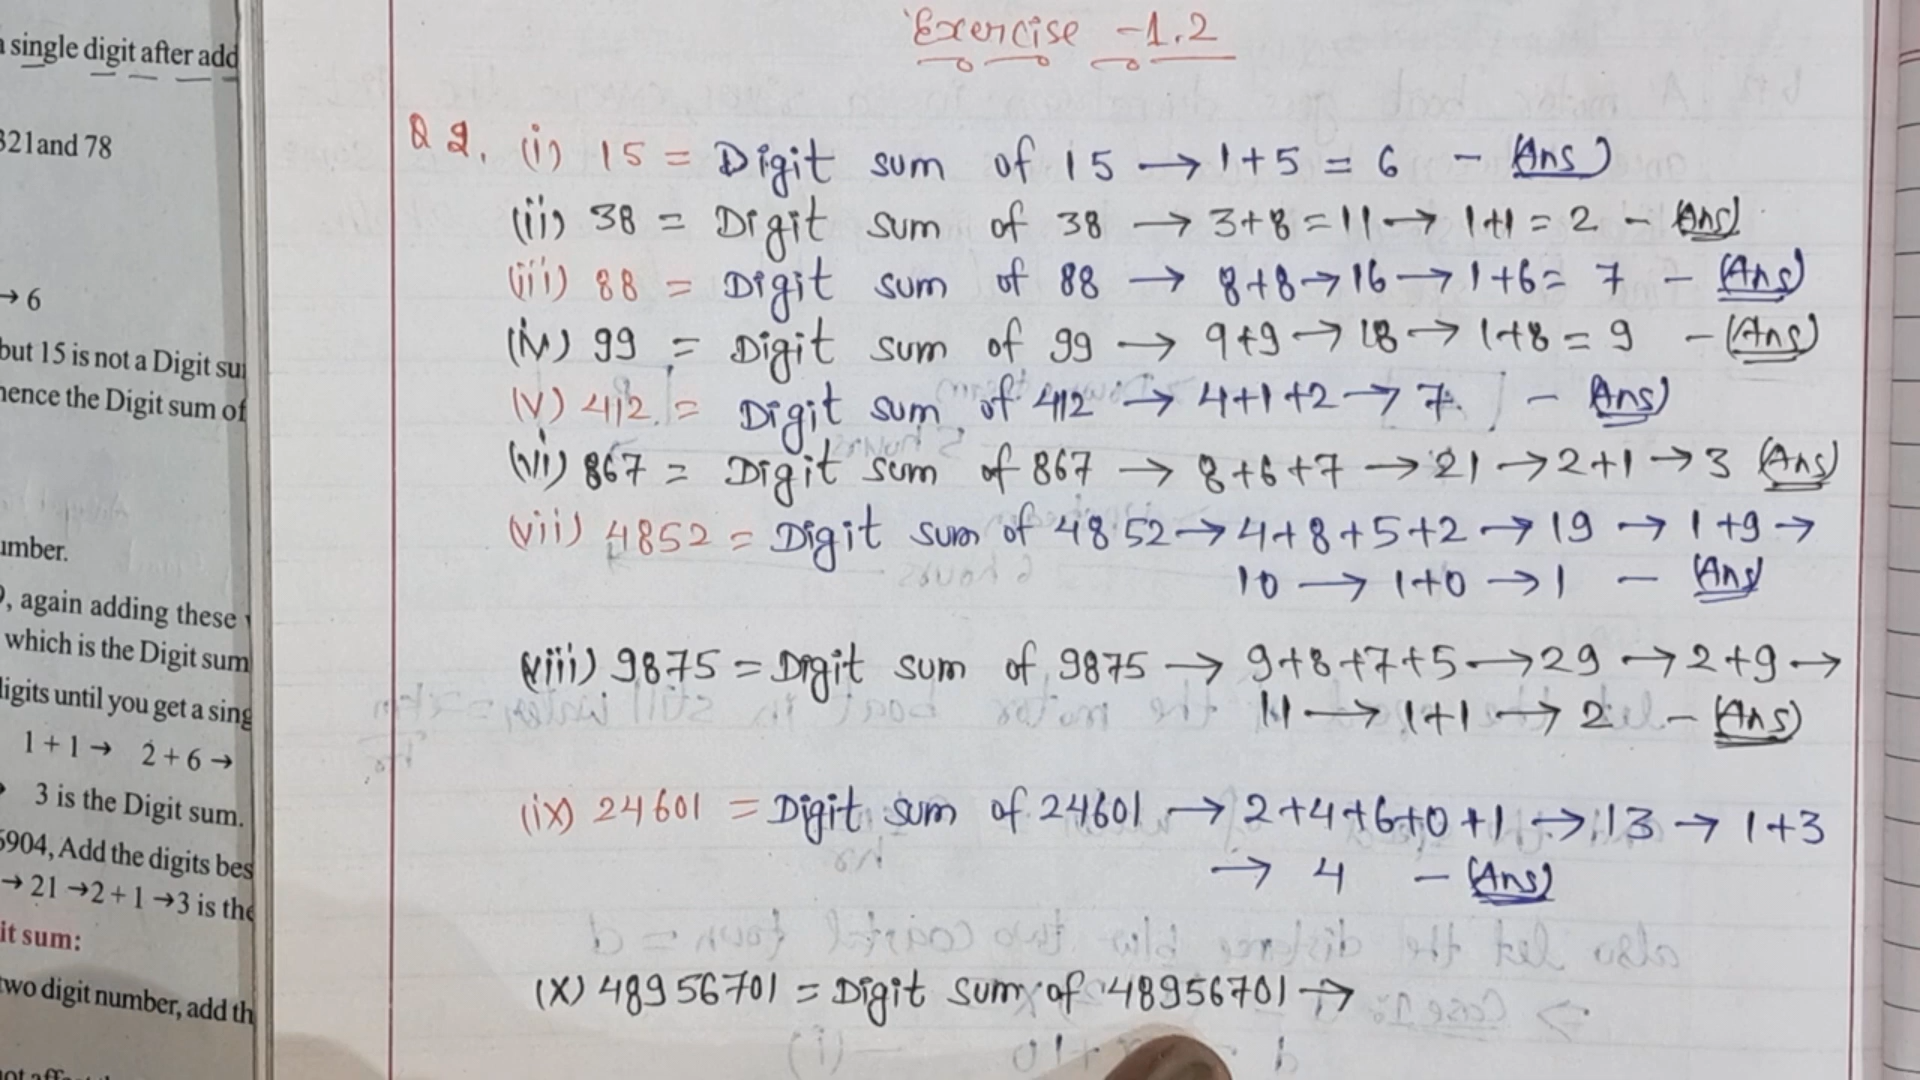 single digit after add
321and 78
→ 6
but 15 is not a Digit su
hence the Digit sum of
umber.
, again adding these
which is the Digit sum
digits until you get a sing
1 + 1 → 2 + 6 →
3 is the Digit sum.
5904, Add the digits bes
→ 21 → 2 + 1 → 3 is the
it sum:
two digit number, add th
Exercise - 1.2
Q 2. (i) 15 = Digit sum of 15 → 1+5 = 6 - (Ans)
(ii) 38 = Digit sum of 38 → 3+8 = 11 → 1+1 = 2 - (Ans)
(iii) 88 = Digit sum of 88 → 8+8 → 16 → 1+6 = 7 - (Ans)
(iv) 99 = Digit sum of 99 → 9+9 → 18 → 1+8 = 9 - (Ans)
(v) 412 = Digit sum of 412 → 4+1+2 → 7 - (Ans)
(vi) 867 = Digit sum of 867 → 8+6+7 → 21 → 2+1 → 3 (Ans)
(vii) 4852 = Digit sum of 4852 → 4+8+5+2 → 19 → 1+9 →
10 → 1+0 → 1 - (Ans)
(viii) 9875 = Digit sum of 9875 → 9+8+7+5 → 29 → 2+9 →
11 → 1+1 → 2 - (Ans)
(ix) 24601 = Digit sum of 24601 → 2+4+6+0+1 → 13 → 1+3
→ 4 - (Ans)
(x) 48956701 = Digit sum of 48956701 →